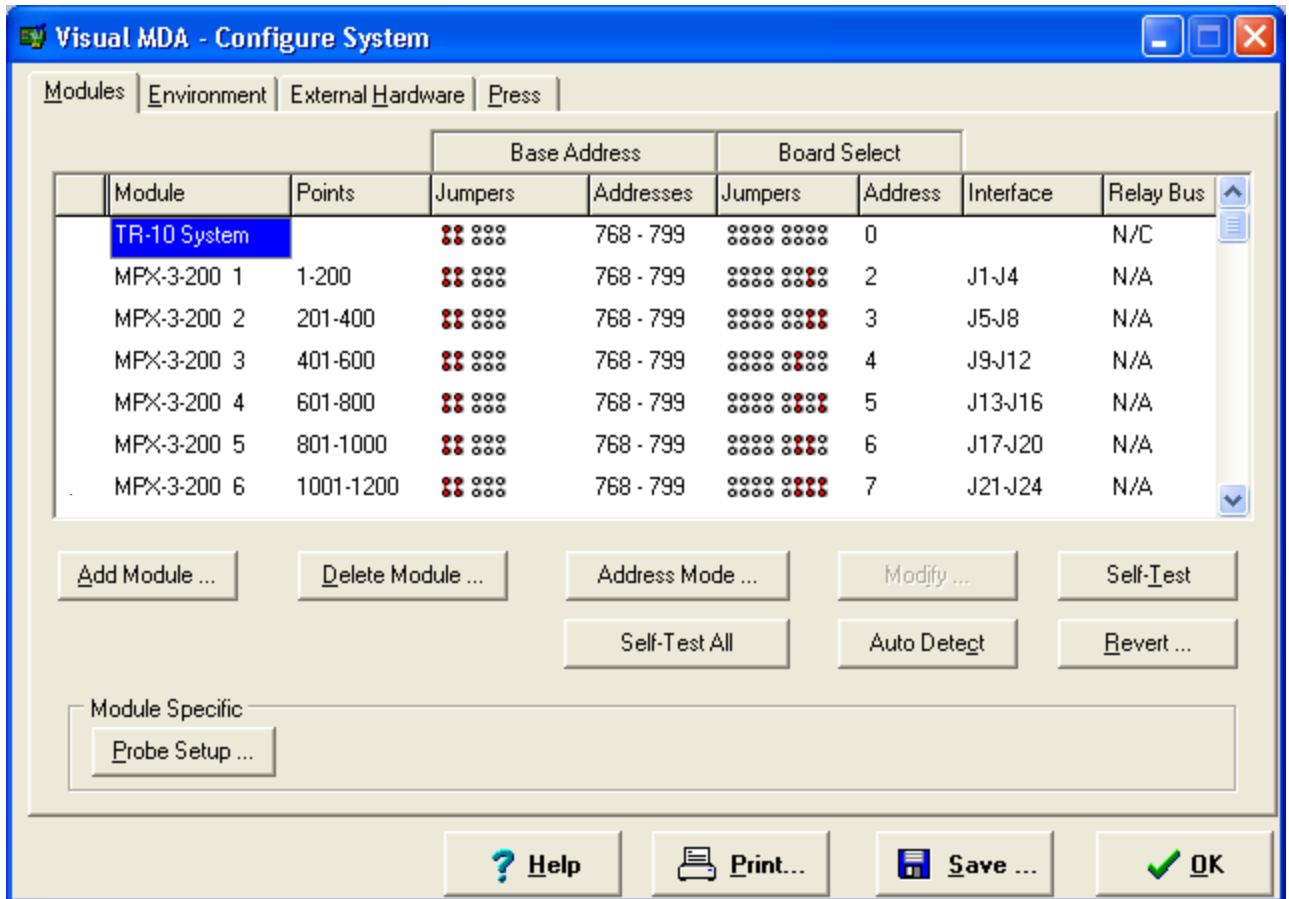 Visual MDA - Configure System
Modules Environment External Hardware Press
Base Address Board Select
Module Points Jumpers Addresses Jumpers Address Interface Relay Bus
TR-10 System 768 - 799 0 N/C
MPX-3-200 1 1-200 768 - 799 2 J1-J4 N/A
MPX-3-200 2 201-400 768 - 799 3 J5-J8 N/A
MPX-3-200 3 401-600 768 - 799 4 J9-J12 N/A
MPX-3-200 4 601-800 768 - 799 5 J13-J16 N/A
MPX-3-200 5 801-1000 768 - 799 6 J17-J20 N/A
MPX-3-200 6 1001-1200 768 - 799 7 J21-J24 N/A
Add Module ... Delete Module ... Address Mode ... Modify ... Self-Test
Self-Test All Auto Detect Revert ...
Module Specific
Probe Setup ...
? Help Print... Save ... OK